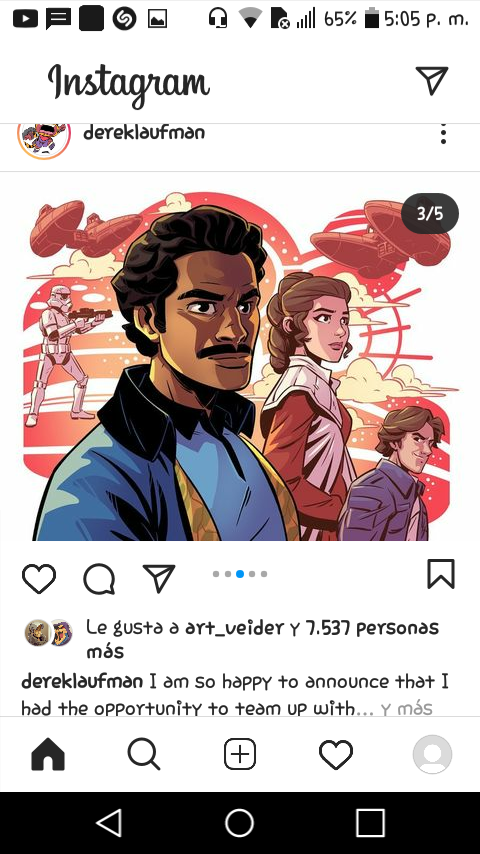 65% 5:05 p. m.
Instagram
dereklaufman
3/5
Le gusta a art_veider y 7.537 personas
más
dereklaufman I am so happy to announce that I
had the opportunity to team up with... y más